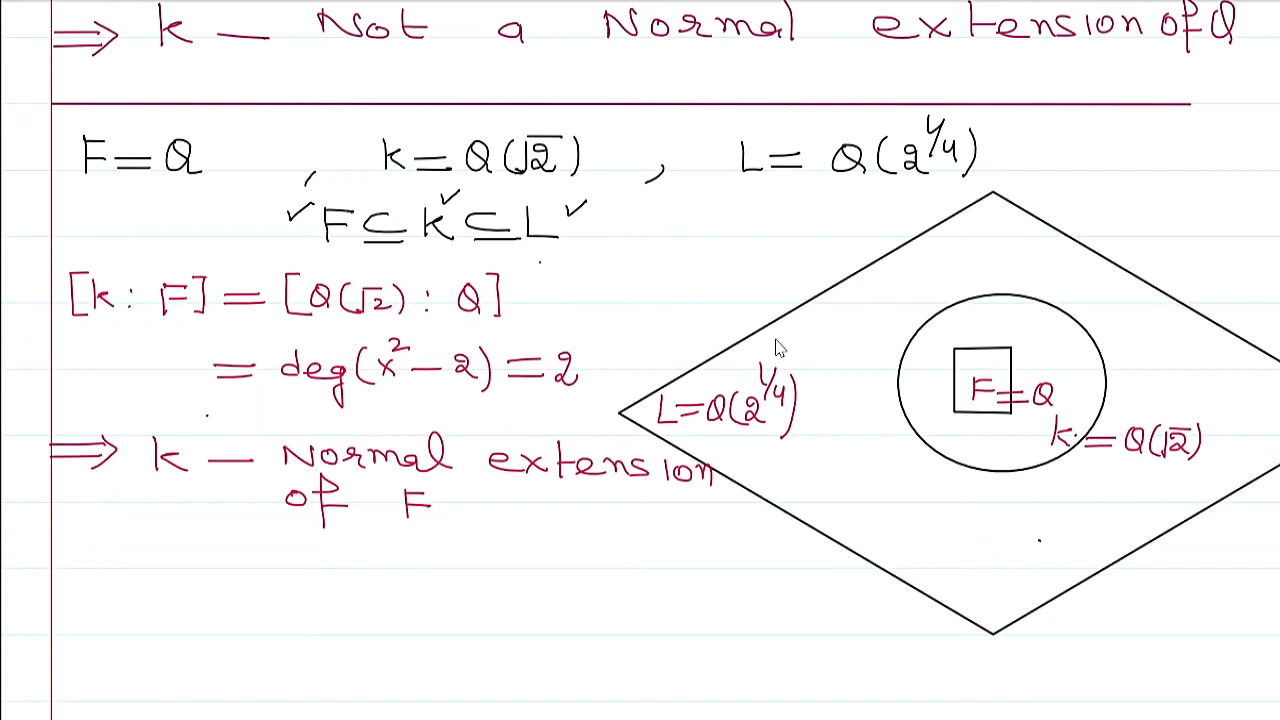 ⟹ k — Not a Normal extension of Q
F = Q , k = Q(√2) , L = Q(2^1/4)
✓ F ⊆ K ✓ ⊆ L ✓
[k : F] = [Q(√2) : Q]
= deg(x² − 2) = 2
⟹ k — Normal extension
of F
L = Q(2^1/4)
F = Q
k = Q(√2)